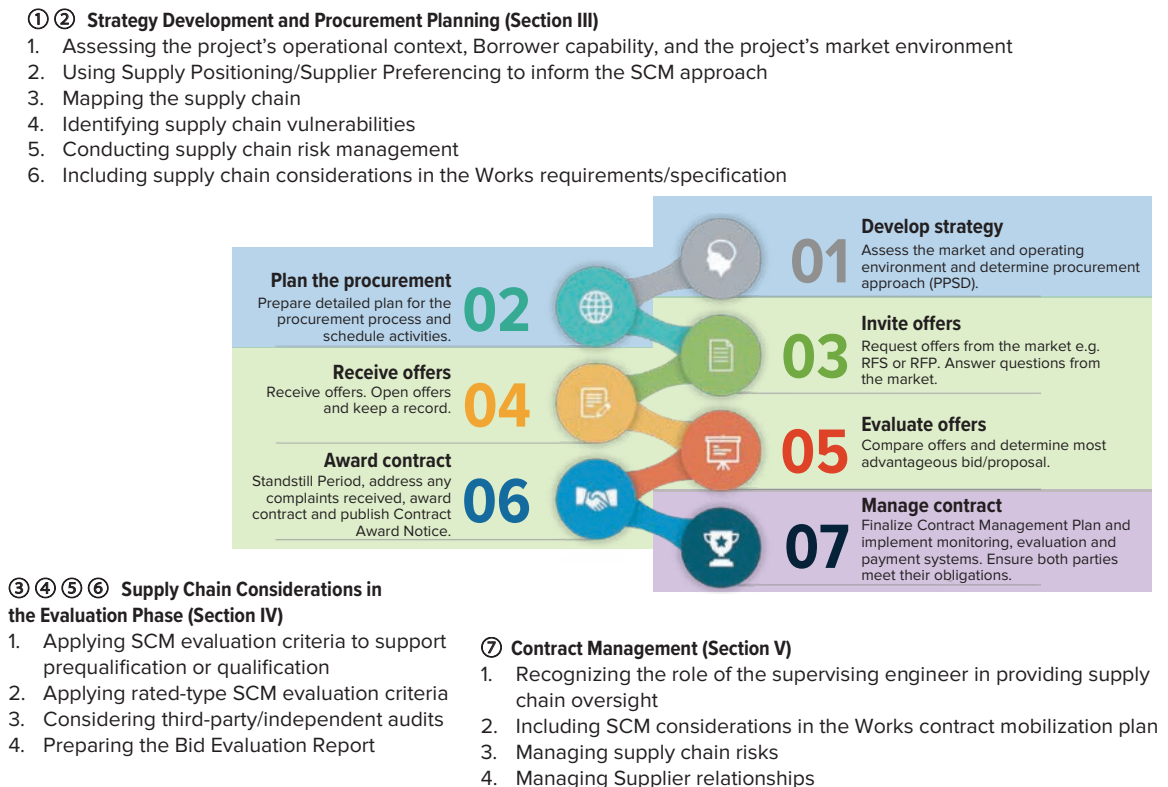 ① ② Strategy Development and Procurement Planning (Section III)
1. Assessing the project's operational context, Borrower capability, and the project's market environment
2. Using Supply Positioning/Supplier Preferencing to inform the SCM approach
3. Mapping the supply chain
4. Identifying supply chain vulnerabilities
5. Conducting supply chain risk management
6. Including supply chain considerations in the Works requirements/specification
01
Develop strategy
Assess the market and operating
environment and determine procurement
approach (PPSD).
Plan the procurement
Prepare detailed plan for the
procurement process and
schedule activities.
02
03
Invite offers
Request offers from the market e.g.
RFS or RFP. Answer questions from
the market.
Receive offers
Receive offers. Open offers
and keep a record.
04
05
Evaluate offers
Compare offers and determine most
advantageous bid/proposal.
Award contract
Standstill Period, address any
complaints received, award
contract and publish Contract
Award Notice.
06
07
Manage contract
Finalize Contract Management Plan and
implement monitoring, evaluation and
payment systems. Ensure both parties
meet their obligations.
③ ④ ⑤ ⑥ Supply Chain Considerations in
the Evaluation Phase (Section IV)
1. Applying SCM evaluation criteria to support
prequalification or qualification
2. Applying rated-type SCM evaluation criteria
3. Considering third-party/independent audits
4. Preparing the Bid Evaluation Report
⑦ Contract Management (Section V)
1. Recognizing the role of the supervising engineer in providing supply
chain oversight
2. Including SCM considerations in the Works contract mobilization plan
3. Managing supply chain risks
4. Managing Supplier relationships